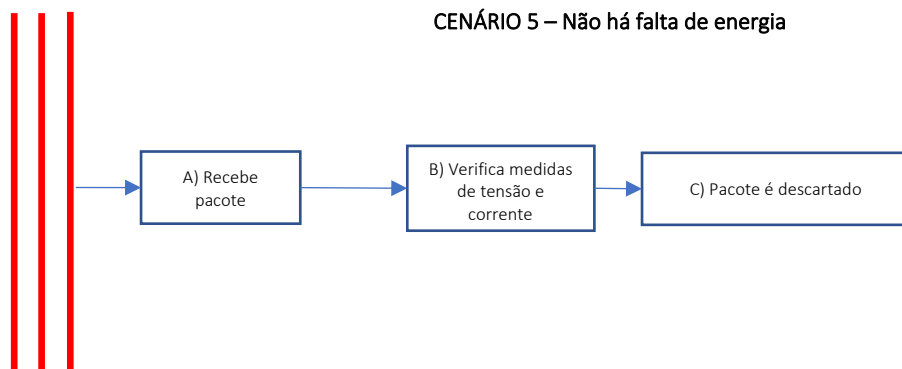 CENÁRIO 5 – Não há falta de energia
A) Recebe
pacote
B) Verifica medidas
de tensão e
corrente
C) Pacote é descartado